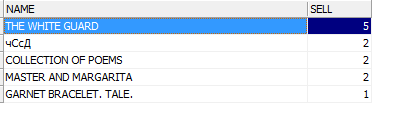 NAME SELL
THE WHITE GUARD 5
чСсД 2
COLLECTION OF POEMS 2
MASTER AND MARGARITA 2
GARNET BRACELET. TALE. 1